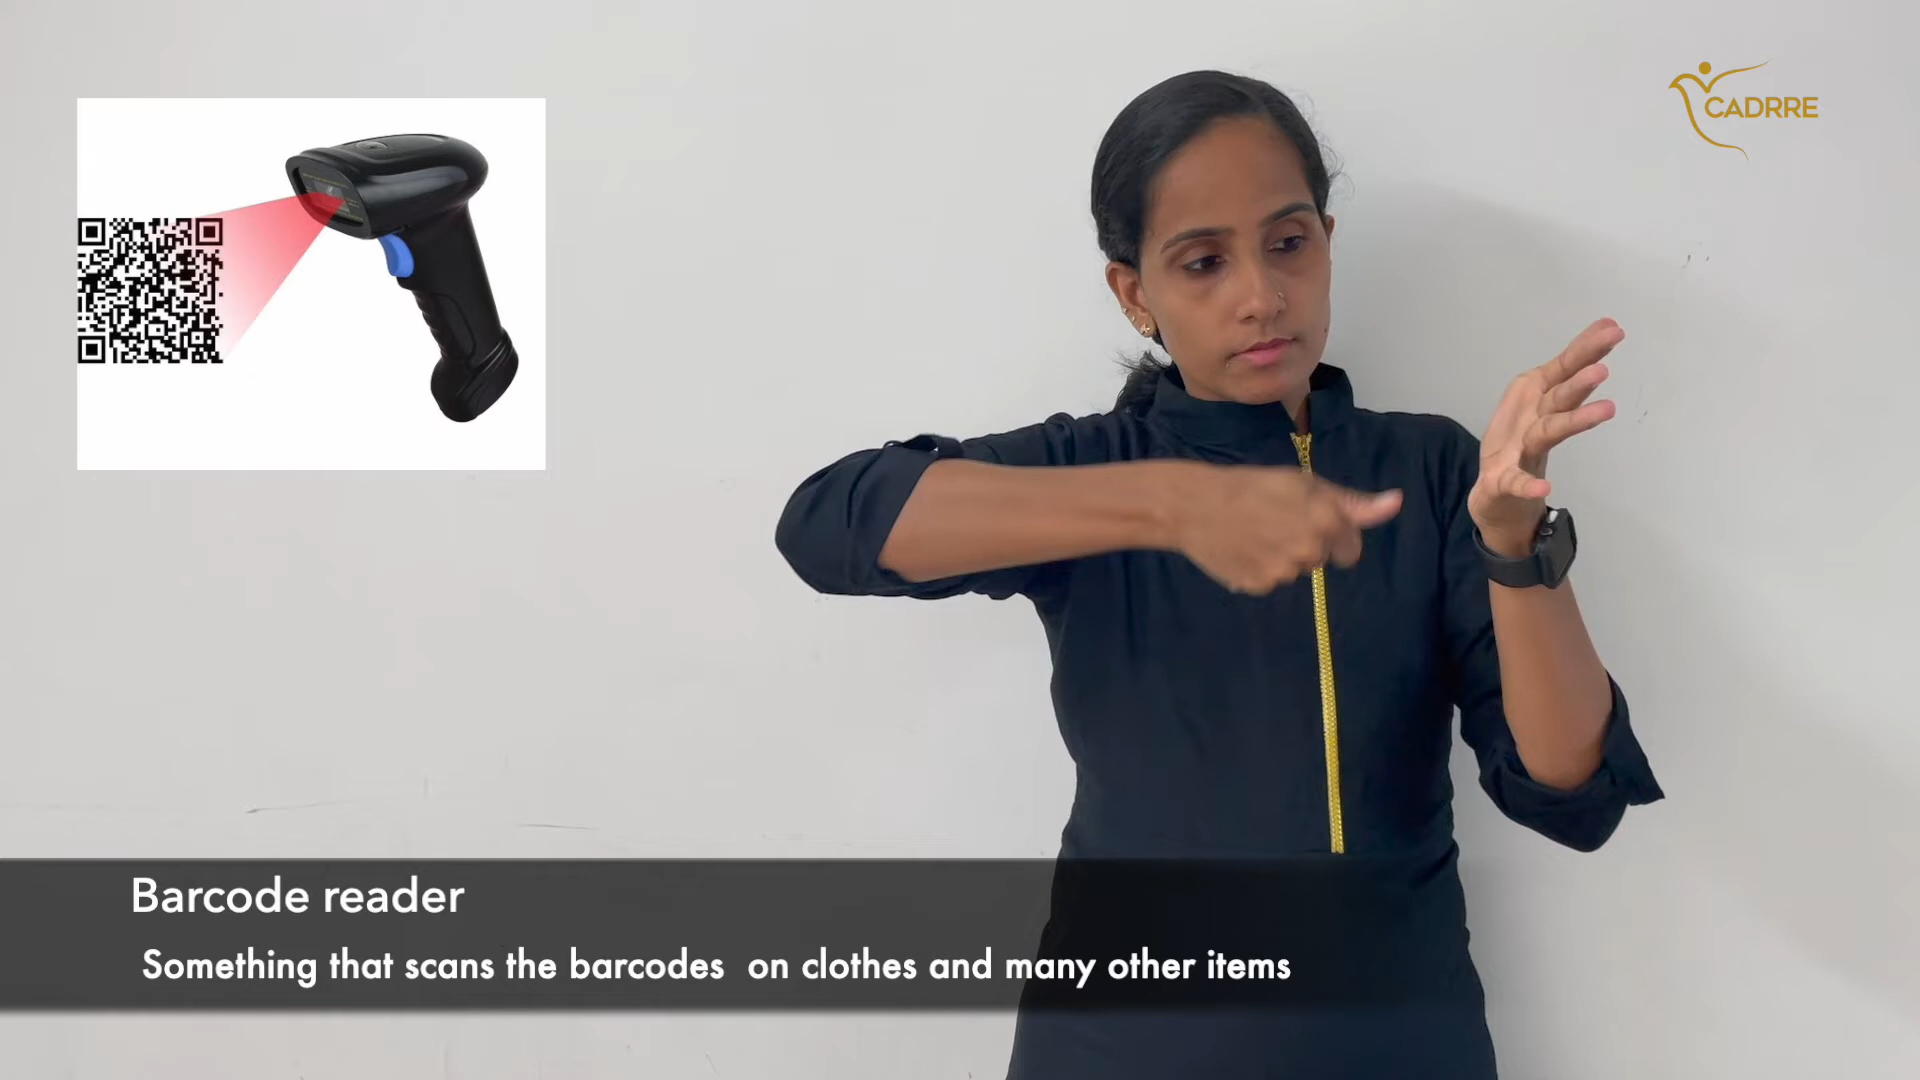 CADRRE
Barcode reader
Something that scans the barcodes  on clothes and many other items